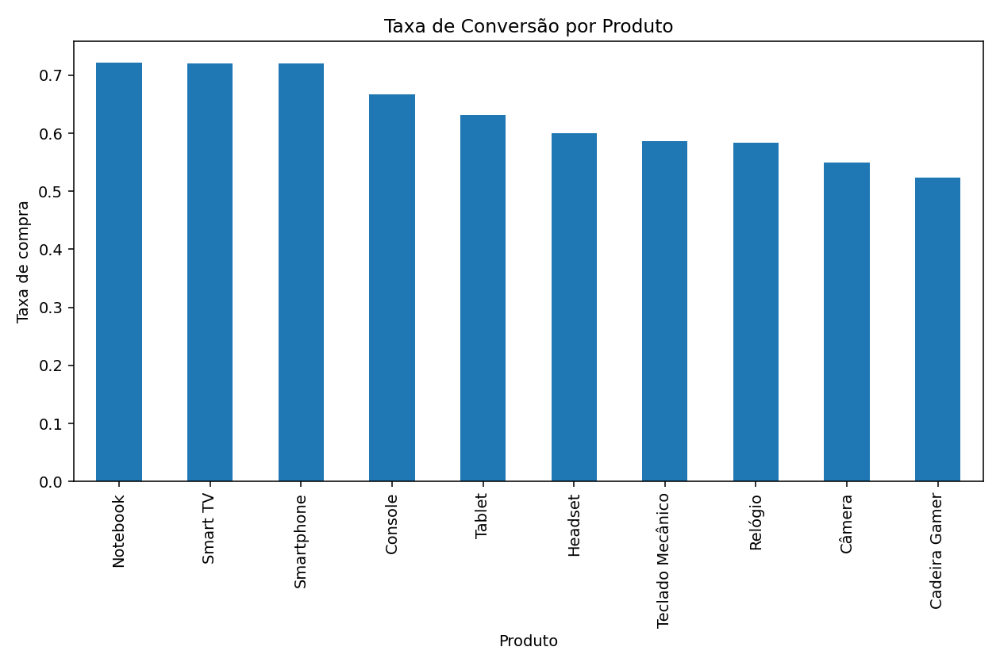 Taxa de Conversão por Produto
Taxa de compra
0.7
0.6
0.5
0.4
0.3
0.2
0.1
0.0
Notebook
Smart TV
Smartphone
Console
Tablet
Headset
Teclado Mecânico
Relógio
Câmera
Cadeira Gamer
Produto